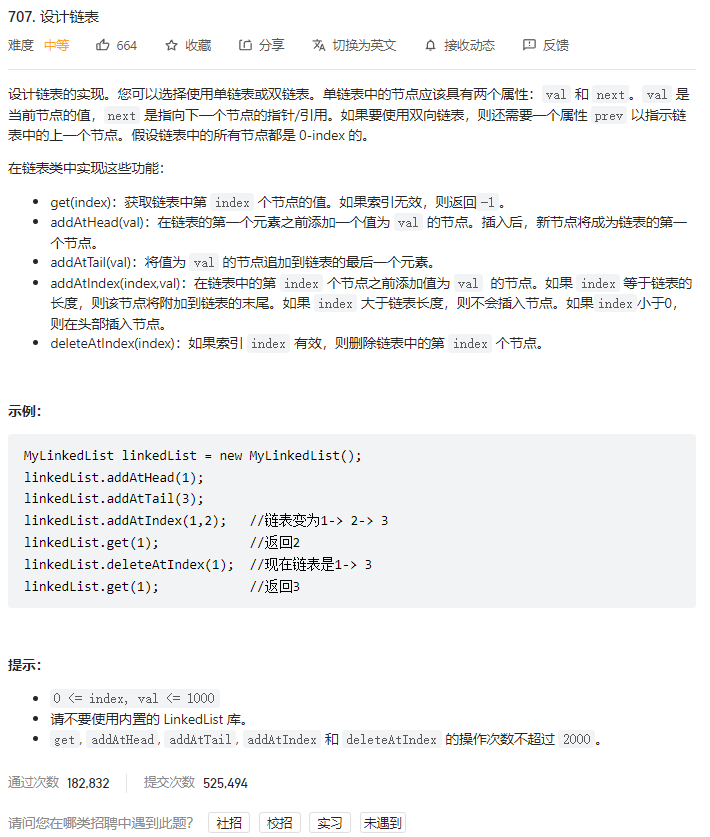 707. 设计链表
难度 中等 664 收藏 分享 切换为英文 接收动态 反馈
设计链表的实现。您可以选择使用单链表或双链表。单链表中的节点应该具有两个属性：val 和 next。val 是
当前节点的值，next 是指向下一个节点的指针/引用。如果要使用双向链表，则还需要一个属性 prev 以指示链
表中的上一个节点。假设链表中的所有节点都是 0-index 的。
在链表类中实现这些功能：
• get(index)：获取链表中第 index 个节点的值。如果索引无效，则返回 -1 。
• addAtHead(val)：在链表的第一个元素之前添加一个值为 val 的节点。插入后，新节点将成为链表的第一
个节点。
• addAtTail(val)：将值为 val 的节点追加到链表的最后一个元素。
• addAtIndex(index,val)：在链表中的第 index 个节点之前添加值为 val 的节点。如果 index 等于链表的
长度，则该节点将附加到链表的末尾。如果 index 大于链表长度，则不会插入节点。如果 index 小于0，
则在头部插入节点。
• deleteAtIndex(index)：如果索引 index 有效，则删除链表中的第 index 个节点。
示例：
MyLinkedList linkedList = new MyLinkedList();
linkedList.addAtHead(1);
linkedList.addAtTail(3);
linkedList.addAtIndex(1,2); //链表变为1-> 2-> 3
linkedList.get(1); //返回2
linkedList.deleteAtIndex(1); //现在链表是1-> 3
linkedList.get(1); //返回3
提示：
• 0 <= index, val <= 1000
• 请不要使用内置的 LinkedList 库。
• get, addAtHead, addAtTail, addAtIndex 和 deleteAtIndex 的操作次数不超过 2000 。
通过次数 182,832 提交次数 525,494
请问您在哪类招聘中遇到此题？ 社招 校招 实习 未遇到